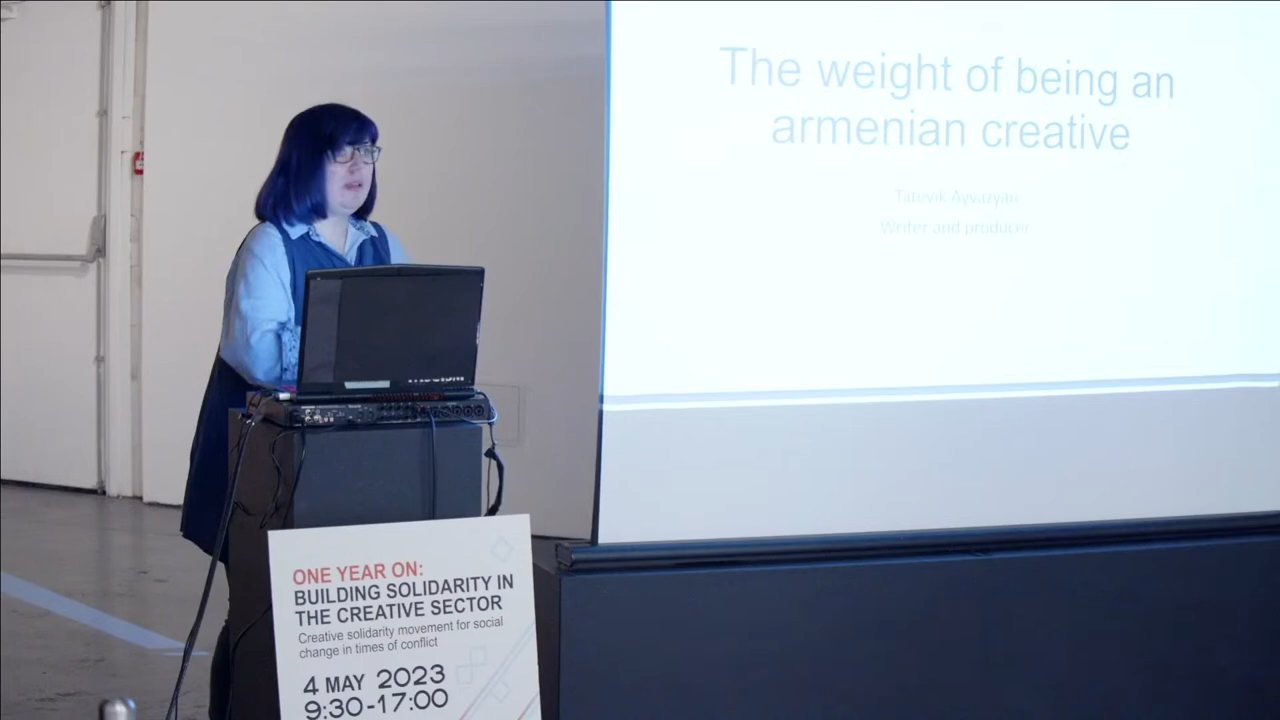 The weight of being an
armenian creative
Tatevik Ayvazyan
Writer and producer
ONE YEAR ON:
BUILDING SOLIDARITY IN
THE CREATIVE SECTOR
Creative solidarity movement for social
change in times of conflict
4 MAY 2023
9:30-17:00